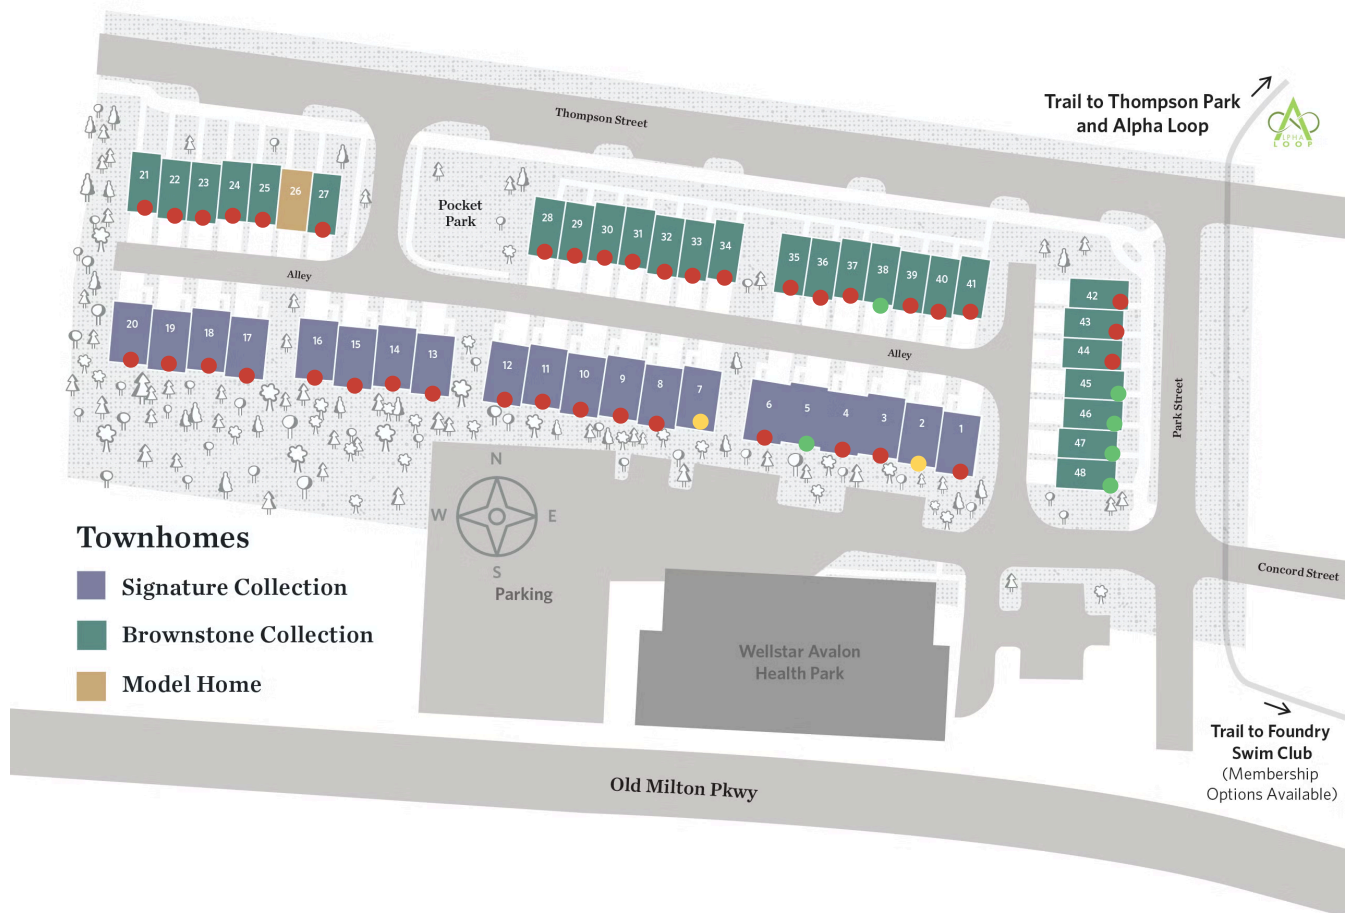 Trail to Thompson Park
and Alpha Loop
ALPHA
LOOP
Thompson Street
21
22
23
24
25
26
27
Pocket
Park
28
29
30
31
32
33
34
35
36
37
38
39
40
41
42
43
44
45
46
47
48
Alley
Alley
Park Street
20
19
18
17
16
15
14
13
12
11
10
9
8
7
6
5
4
3
2
1
N
W
E
S
Parking
Townhomes
Signature Collection
Brownstone Collection
Model Home
Wellstar Avalon
Health Park
Concord Street
Trail to Foundry
Swim Club
(Membership
Options Available)
Old Milton Pkwy